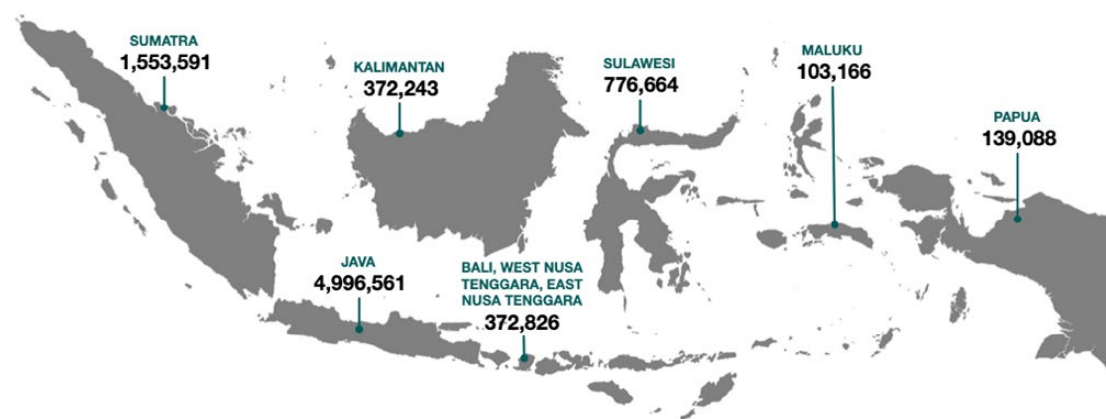 SUMATRA
1,553,591
KALIMANTAN
372,243
SULAWESI
776,664
MALUKU
103,166
PAPUA
139,088
JAVA
4,996,561
BALI, WEST NUSA
TENGGARA, EAST
NUSA TENGGARA
372,826